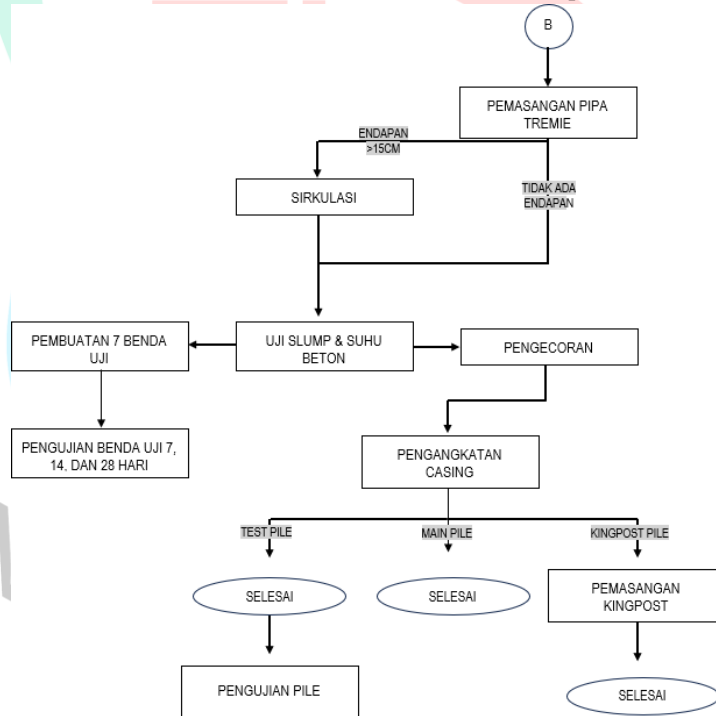 B
PEMASANGAN PIPA
TREMIE
ENDAPAN
>15CM
SIRKULASI
TIDAK ADA
ENDAPAN
PEMBUATAN 7 BENDA
UJI
UJI SLUMP & SUHU
BETON
PENGECORAN
PENGUJIAN BENDA UJI 7,
14, DAN 28 HARI
PENGANGKATAN
CASING
TEST PILE
MAIN PILE
KINGPOST PILE
SELESAI
SELESAI
PEMASANGAN
KINGPOST
PENGUJIAN PILE
SELESAI